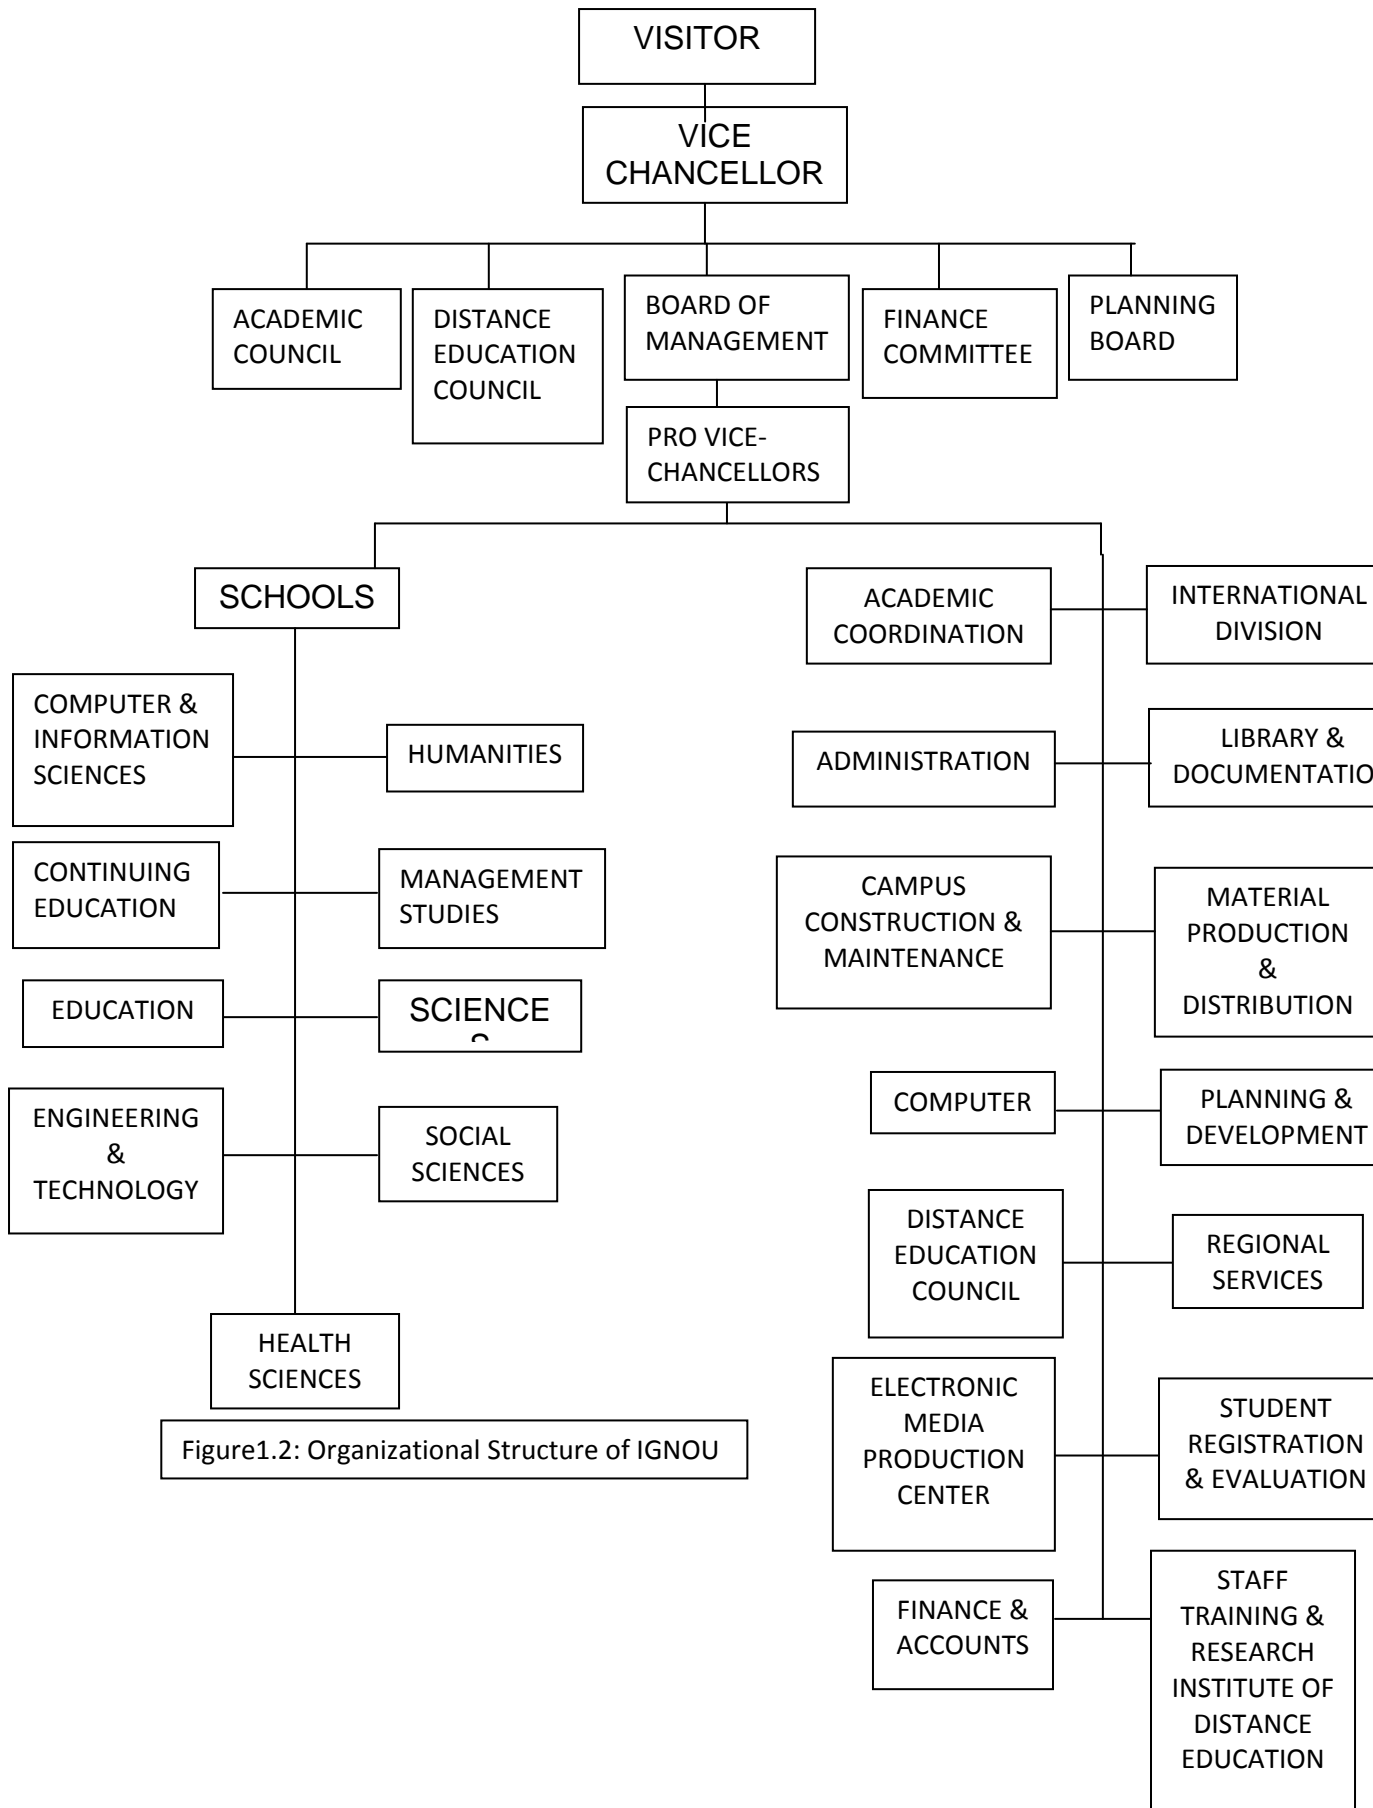 VISITOR
VICE
CHANCELLOR
ACADEMIC
COUNCIL
DISTANCE
EDUCATION
COUNCIL
BOARD OF
MANAGEMENT
FINANCE
COMMITTEE
PLANNING
BOARD
PRO VICE-
CHANCELLORS
SCHOOLS
COMPUTER &
INFORMATION
SCIENCES
HUMANITIES
CONTINUING
EDUCATION
MANAGEMENT
STUDIES
EDUCATION
SCIENCE
S
ENGINEERING
&
TECHNOLOGY
SOCIAL
SCIENCES
HEALTH
SCIENCES
Figure1.2: Organizational Structure of IGNOU
ACADEMIC
COORDINATION
INTERNATIONAL
DIVISION
ADMINISTRATION
LIBRARY &
DOCUMENTATIO
CAMPUS
CONSTRUCTION &
MAINTENANCE
MATERIAL
PRODUCTION
&
DISTRIBUTION
COMPUTER
PLANNING &
DEVELOPMENT
DISTANCE
EDUCATION
COUNCIL
REGIONAL
SERVICES
ELECTRONIC
MEDIA
PRODUCTION
CENTER
STUDENT
REGISTRATION
& EVALUATION
FINANCE &
ACCOUNTS
STAFF
TRAINING &
RESEARCH
INSTITUTE OF
DISTANCE
EDUCATION